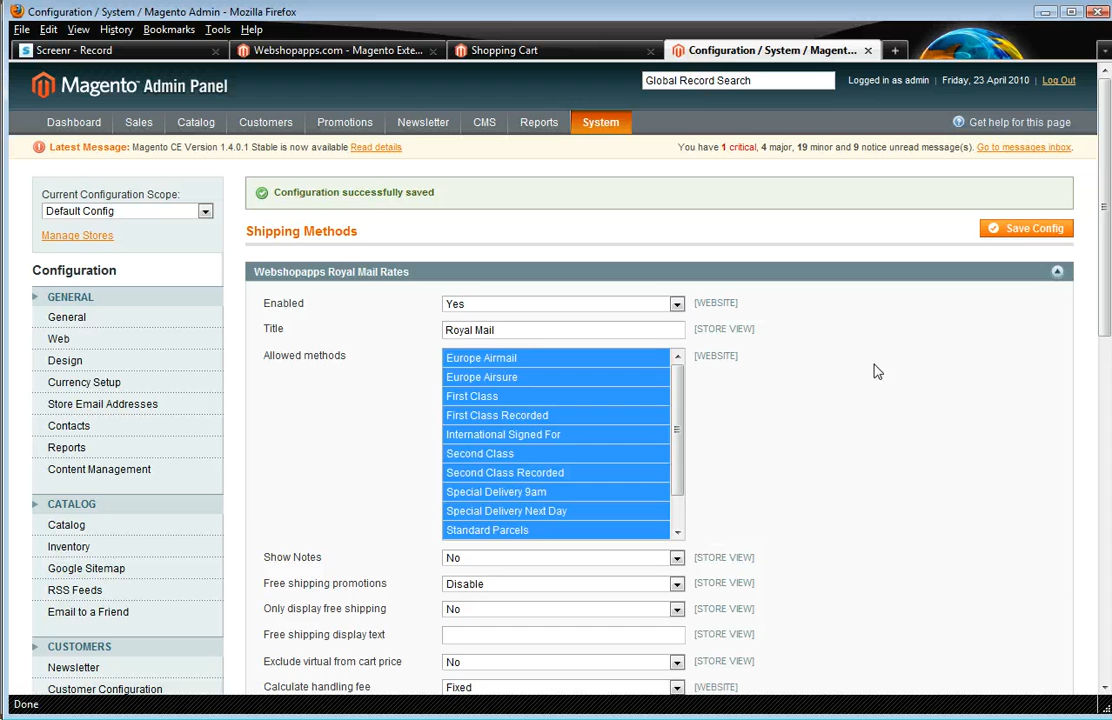 Configuration / System / Magento Admin - Mozilla Firefox
File Edit View History Bookmarks Tools Help
Screenr - Record
Webshopapps.com - Magento Exte...
Shopping Cart
Configuration / System / Magent...
Magento Admin Panel
Global Record Search
Logged in as admin | Friday, 23 April 2010 | Log Out
Dashboard Sales Catalog Customers Promotions Newsletter CMS Reports System
Get help for this page
Latest Message: Magento CE Version 1.4.0.1 Stable is now available Read details
You have 1 critical, 4 major, 19 minor and 9 notice unread message(s). Go to messages inbox.
Current Configuration Scope:
Default Config
Manage Stores
Configuration
GENERAL
General
Web
Design
Currency Setup
Store Email Addresses
Contacts
Reports
Content Management
CATALOG
Catalog
Inventory
Google Sitemap
RSS Feeds
Email to a Friend
CUSTOMERS
Newsletter
Customer Configuration
Configuration successfully saved
Shipping Methods
Save Config
Webshopapps Royal Mail Rates
Enabled Yes [WEBSITE]
Title Royal Mail [STORE VIEW]
Allowed methods Europe Airmail [WEBSITE]
Europe Airsure
First Class
First Class Recorded
International Signed For
Second Class
Second Class Recorded
Special Delivery 9am
Special Delivery Next Day
Standard Parcels
Show Notes No [STORE VIEW]
Free shipping promotions Disable [STORE VIEW]
Only display free shipping No [STORE VIEW]
Free shipping display text [STORE VIEW]
Exclude virtual from cart price No [STORE VIEW]
Calculate handling fee Fixed [WEBSITE]
Done